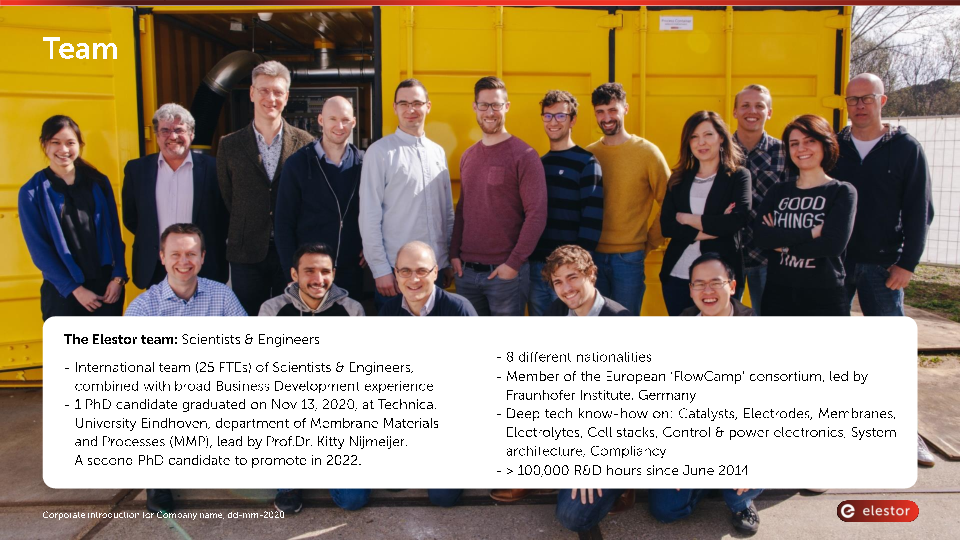 Team
GOOD
THINGS
TIME
The Elestor team: Scientists & Engineers
- International team (25 FTEs) of Scientists & Engineers,
combined with broad Business Development experience
- 1 PhD candidate graduated on Nov 13, 2020, at Technical
University Eindhoven, department of Membrane Materials
and Processes (MMP), lead by Prof.Dr. Kitty Nijmeijer.
A second PhD candidate to promote in 2022.
- 8 different nationalities
- Member of the European 'FlowCamp' consortium, led by
Fraunhofer Institute, Germany
- Deep tech know-how on: Catalysts, Electrodes, Membranes,
Electrolytes, Cell stacks, Control & power electronics, System
architecture, Compliancy
- > 100,000 R&D hours since June 2014
Corporate introduction for Company name, dd-mm-2020
elestor